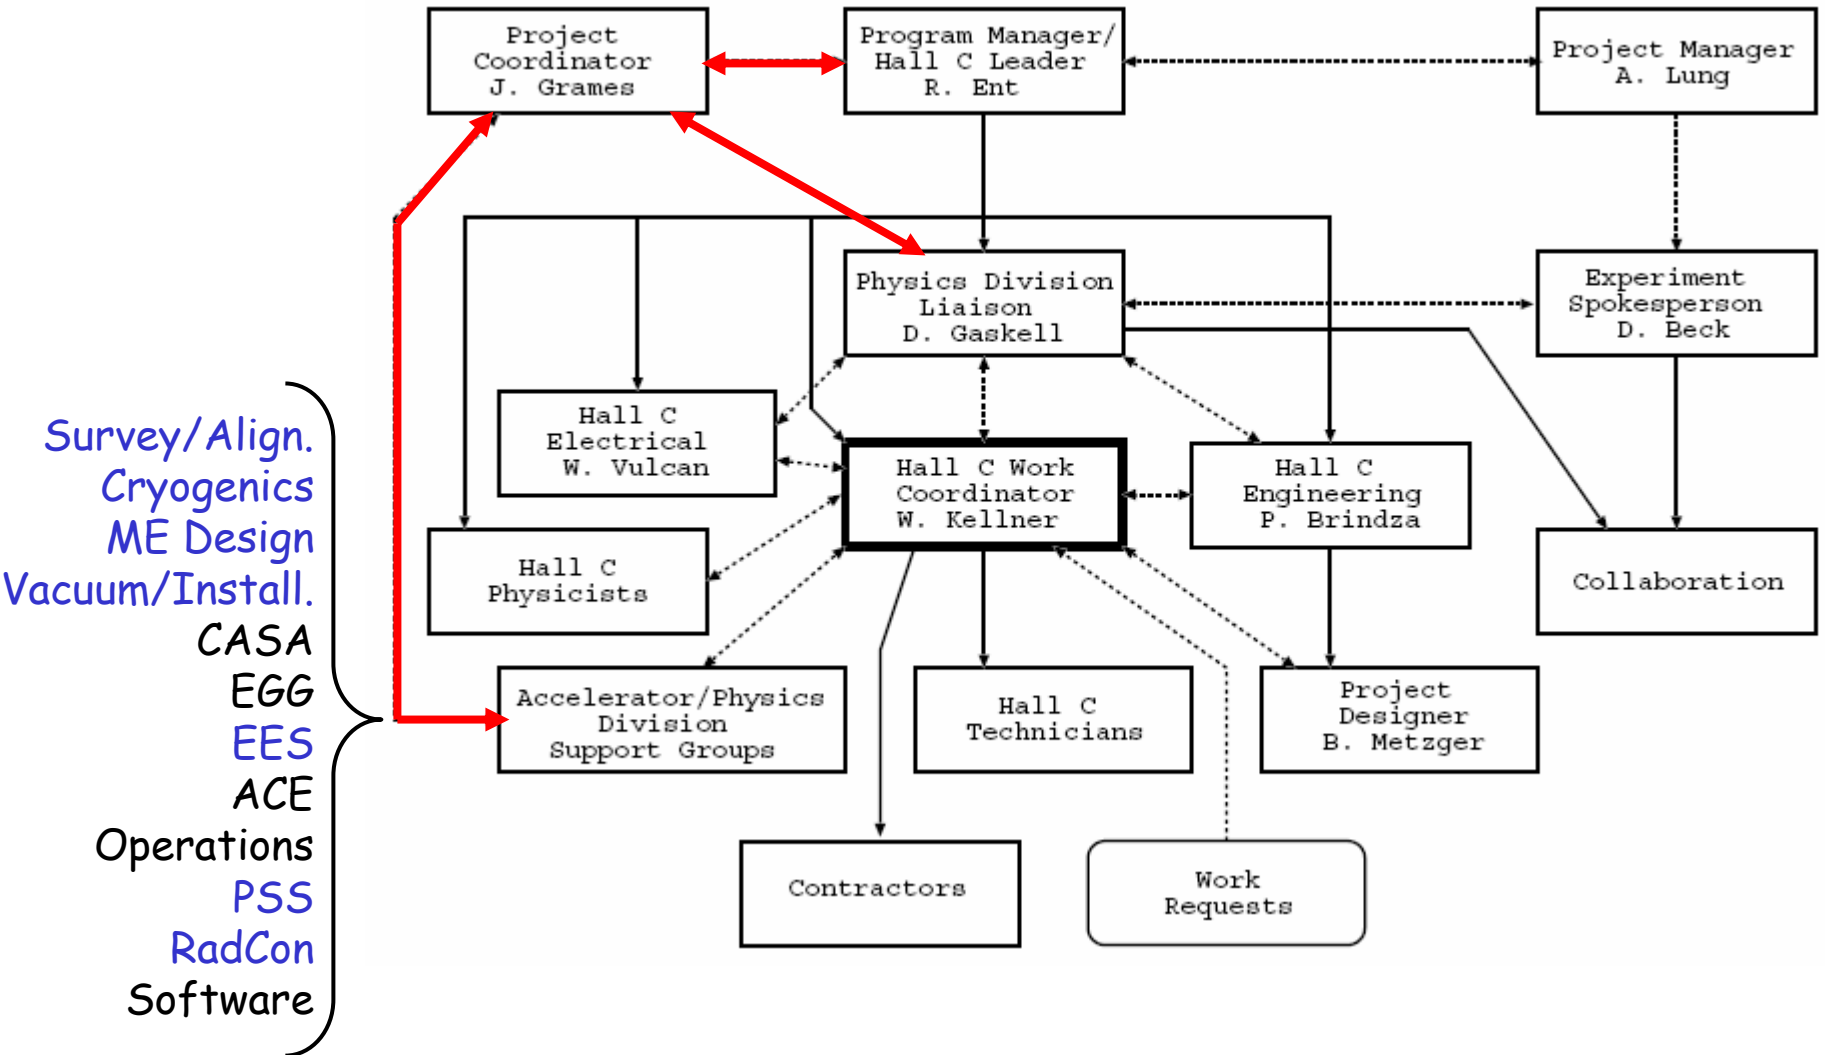 Project
Coordinator
J. Grames
Program Manager/
Hall C Leader
R. Ent
Project Manager
A. Lung
Physics Division
Liaison
D. Gaskell
Experiment
Spokesperson
D. Beck
Hall C
Electrical
W. Vulcan
Hall C Work
Coordinator
W. Kellner
Hall C
Engineering
P. Brindza
Hall C
Physicists
Collaboration
Accelerator/Physics
Division
Support Groups
Hall C
Technicians
Project
Designer
B. Metzger
Contractors
Work
Requests
Survey/Align.
Cryogenics
ME Design
Vacuum/Install.
CASA
EGG
EES
ACE
Operations
PSS
RadCon
Software